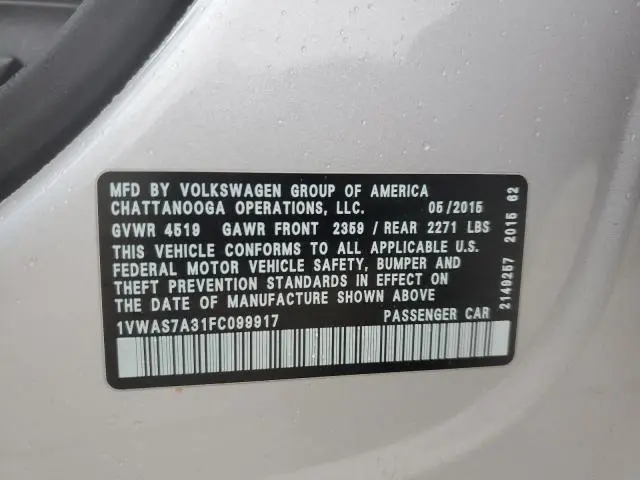 MFD BY VOLKSWAGEN GROUP OF AMERICA
CHATTANOOGA OPERATIONS, LLC. 05/2015
GVWR 4519 GAWR FRONT 2359 / REAR 2271 LBS
THIS VEHICLE CONFORMS TO ALL APPLICABLE U.S.
FEDERAL MOTOR VEHICLE SAFETY, BUMPER AND
THEFT PREVENTION STANDARDS IN EFFECT ON
THE DATE OF MANUFACTURE SHOWN ABOVE
1VWAS7A31FC099917 PASSENGER CAR
2149257 2015 62